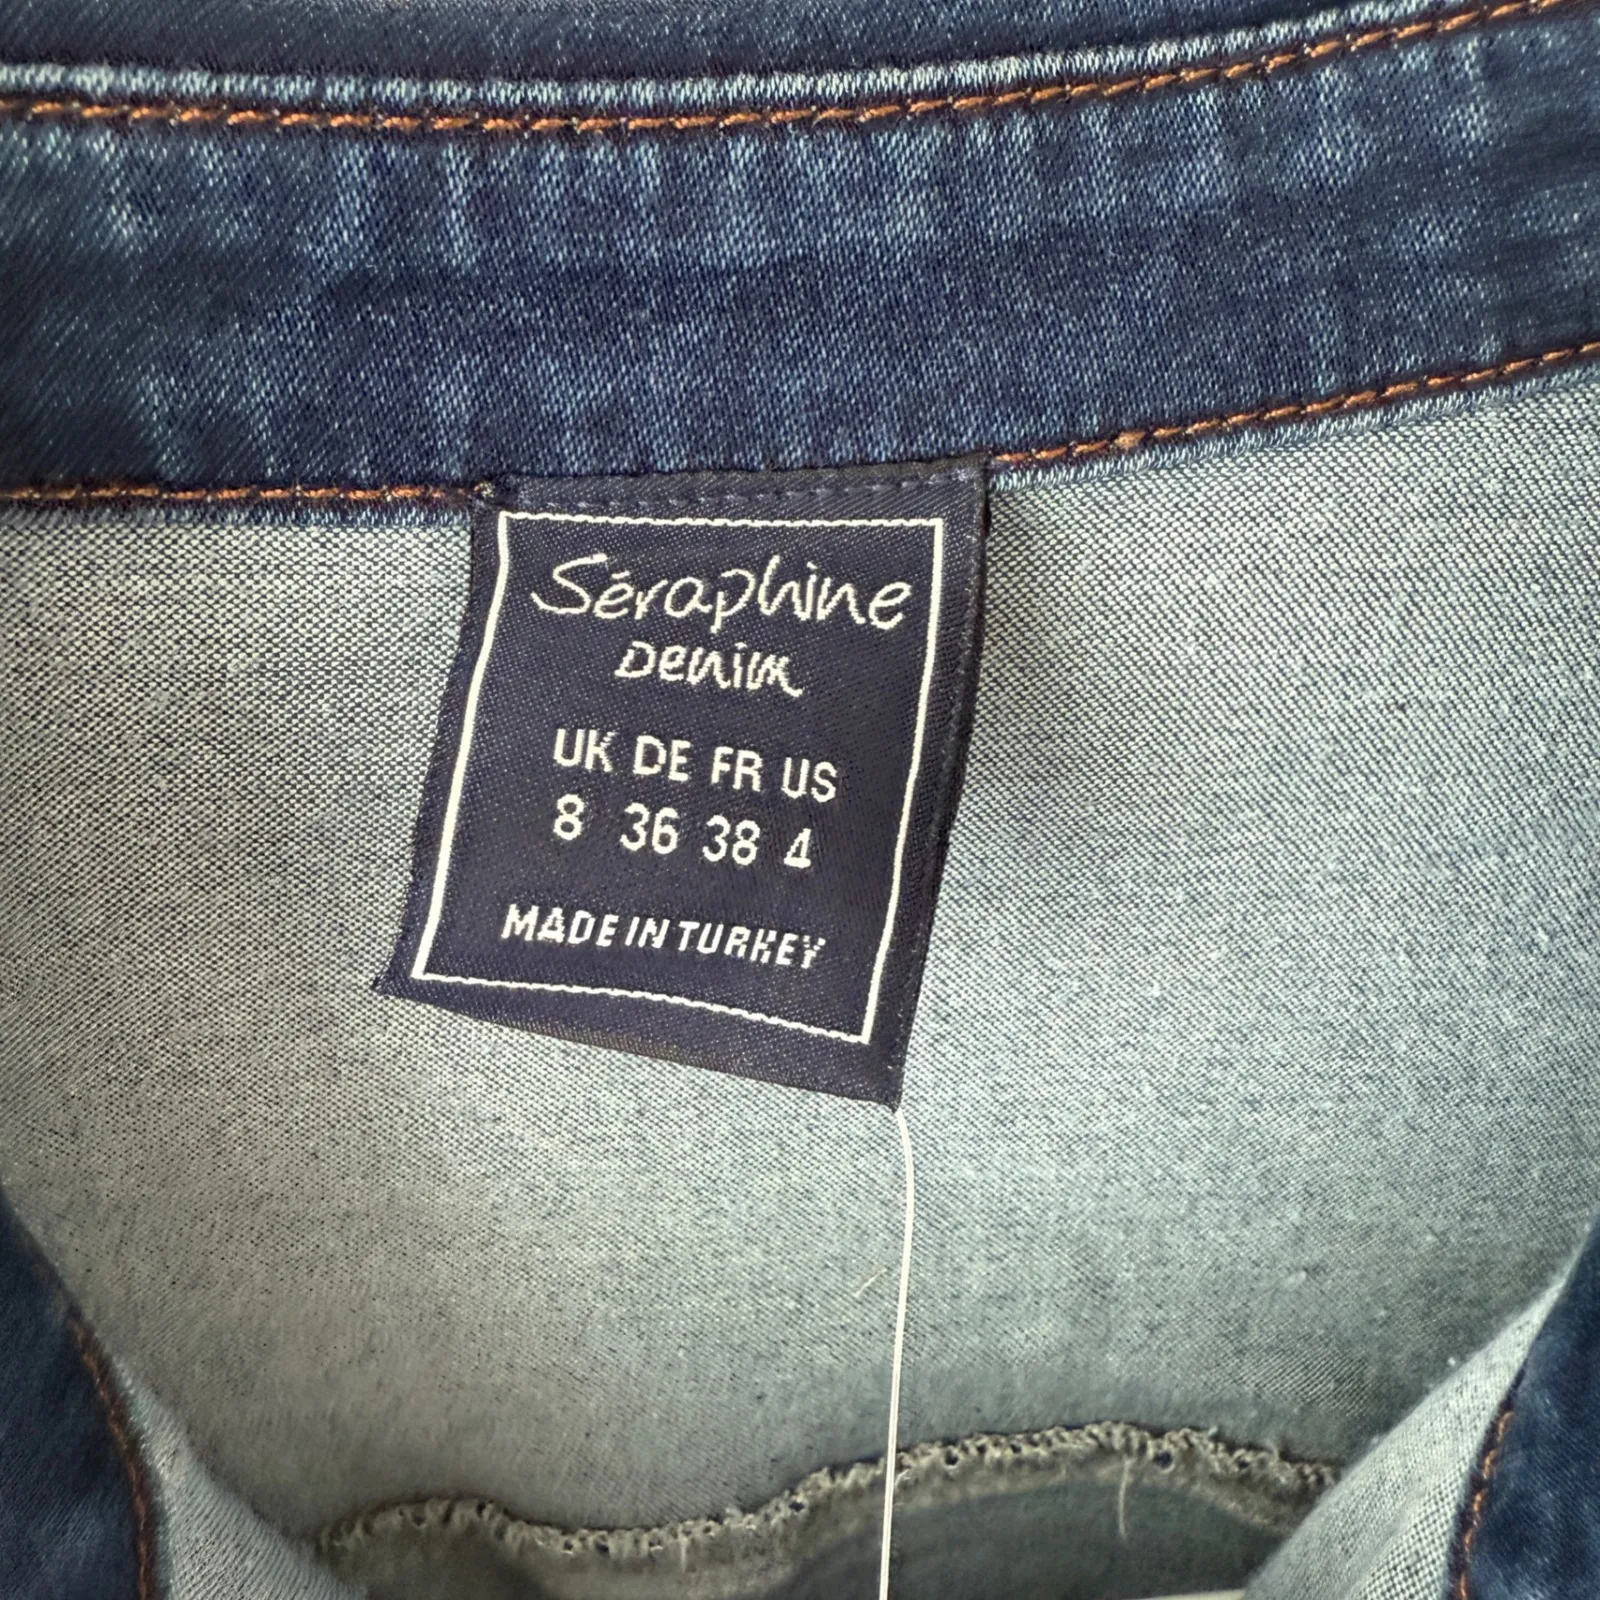 Séraphine
Denim
UK DE FR US
8 36 38 4
MADE IN TURKEY